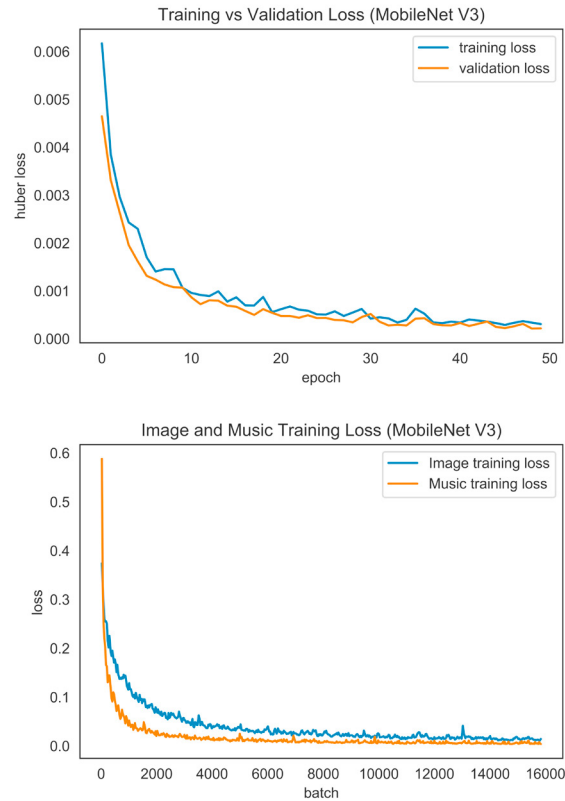 Training vs Validation Loss (MobileNet V3)
training loss
validation loss
0.006
0.005
0.004
0.003
0.002
0.001
0.000
huber loss
0 10 20 30 40 50
epoch
Image and Music Training Loss (MobileNet V3)
Image training loss
Music training loss
0.6
0.5
0.4
0.3
0.2
0.1
0.0
loss
0 2000 4000 6000 8000 10000 12000 14000 16000
batch